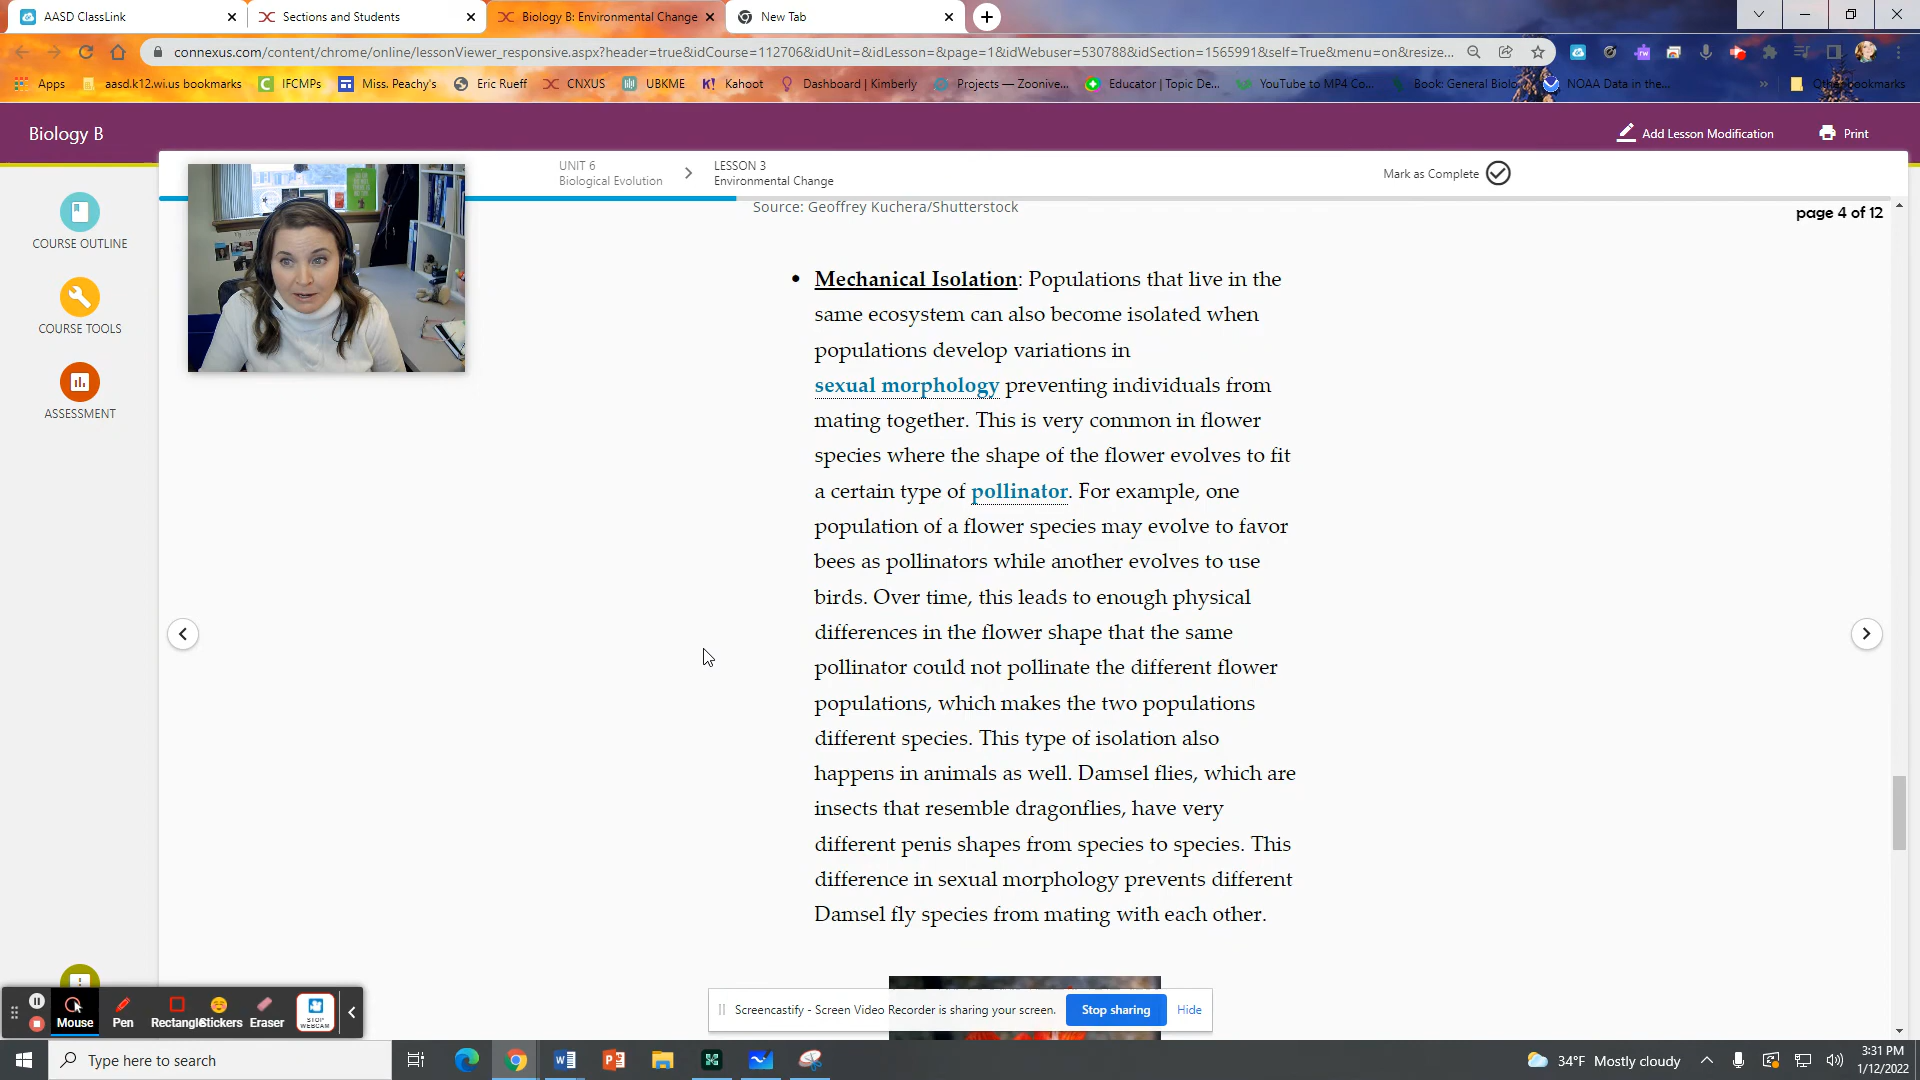 AASD ClassLink
Sections and Students
Biology B: Environmental Change
New Tab
connexus.com/content/chrome/online/lessonViewer_responsive.aspx?header=true&idCourse=112706&idUnit=&idLesson=&page=1&idWebuser=530788&idSection=1565991&self=True&menu=on&resize...
Apps
aasd.k12.wi.us bookmarks
IFCMPs
Miss. Peachy's
Eric Rueff
CNXUS
UBKME
Kahoot
Dashboard | Kimberly
Projects — Zoonive...
Educator | Topic De...
YouTube to MP4 Co...
Book: General Biolo
NOAA Data in the...
Other bookmarks
Biology B
Add Lesson Modification
Print
UNIT 6
Biological Evolution
LESSON 3
Environmental Change
Mark as Complete
COURSE OUTLINE
COURSE TOOLS
ASSESSMENT
Source: Geoffrey Kuchera/Shutterstock
page 4 of 12
• Mechanical Isolation: Populations that live in the
same ecosystem can also become isolated when
populations develop variations in
sexual morphology preventing individuals from
mating together. This is very common in flower
species where the shape of the flower evolves to fit
a certain type of pollinator. For example, one
population of a flower species may evolve to favor
bees as pollinators while another evolves to use
birds. Over time, this leads to enough physical
differences in the flower shape that the same
pollinator could not pollinate the different flower
populations, which makes the two populations
different species. This type of isolation also
happens in animals as well. Damsel flies, which are
insects that resemble dragonflies, have very
different penis shapes from species to species. This
difference in sexual morphology prevents different
Damsel fly species from mating with each other.
Mouse
Pen
Rectangle
Stickers
Eraser
STOP
WEBCAM
Screencastify - Screen Video Recorder is sharing your screen.
Stop sharing
Hide
Type here to search
34°F Mostly cloudy
3:31 PM
1/12/2022